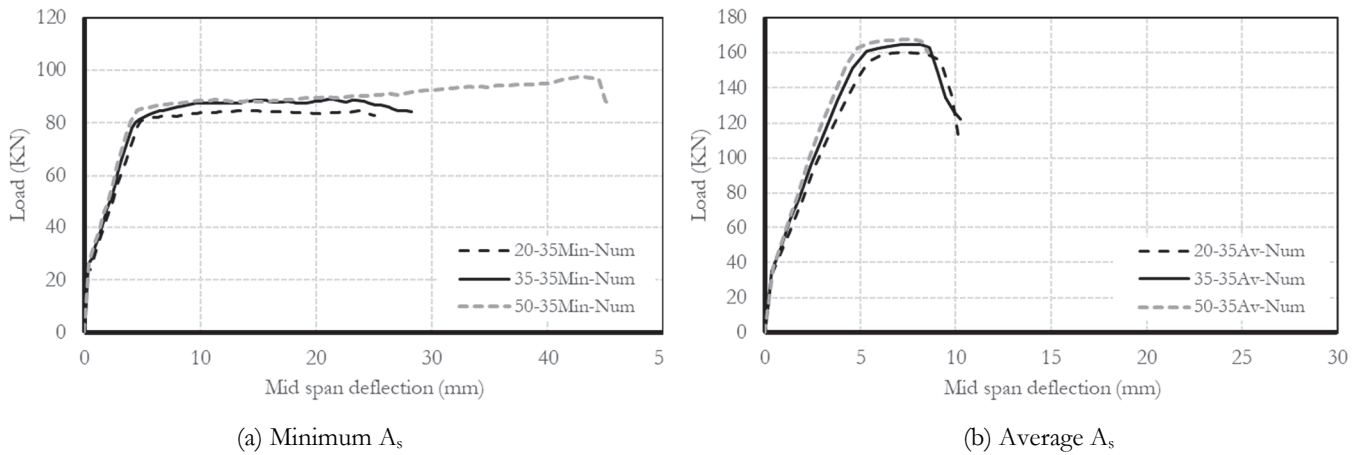 120
100
80
60
40
20
0
Load (KN)
20-35Min-Num
35-35Min-Num
50-35Min-Num
0 10 20 30 40 5
Mid span deflection (mm)
(a) Minimum As
180
160
140
120
100
80
60
40
20
0
Load (KN)
20-35Av-Num
35-35Av-Num
50-35Av-Num
0 5 10 15 20 25 30
Mid span deflection (mm)
(b) Average As